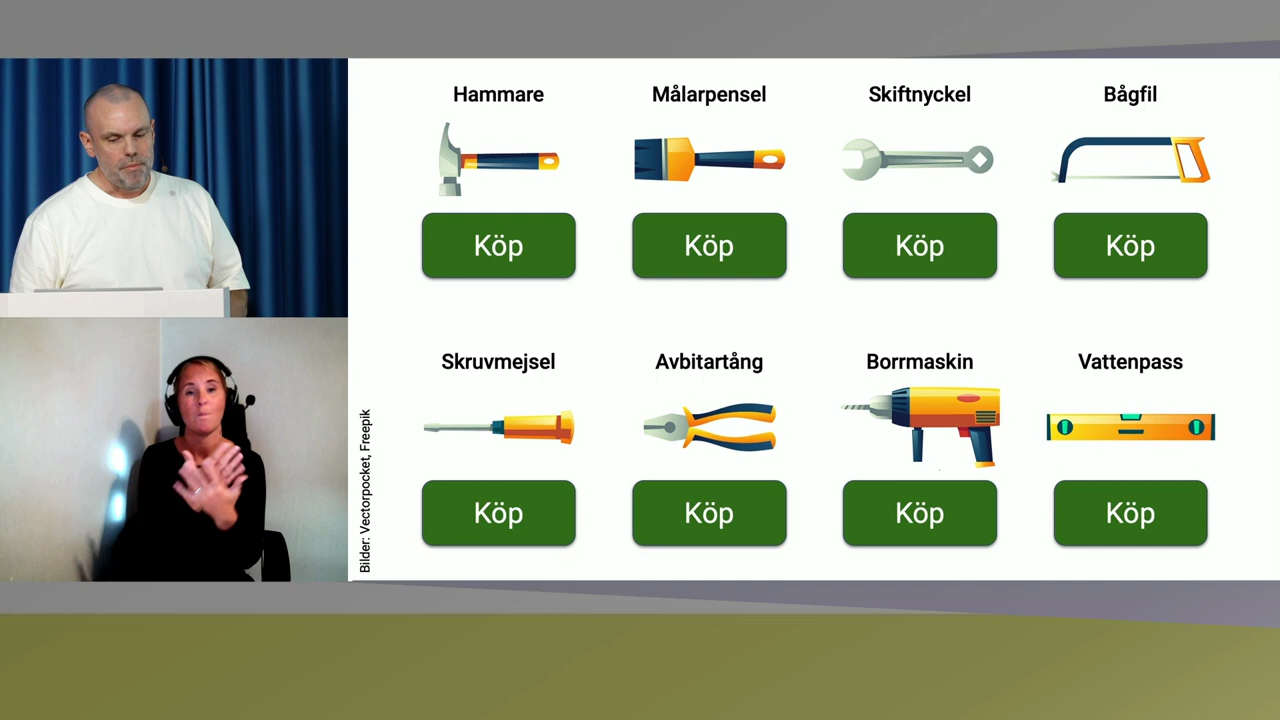 Hammare
Målarpensel
Skiftnyckel
Bågfil
Köp
Köp
Köp
Köp
Skruvmejsel
Avbitartång
Borrmaskin
Vattenpass
Köp
Köp
Köp
Köp
Bilder: Vectorpocket, Freepik